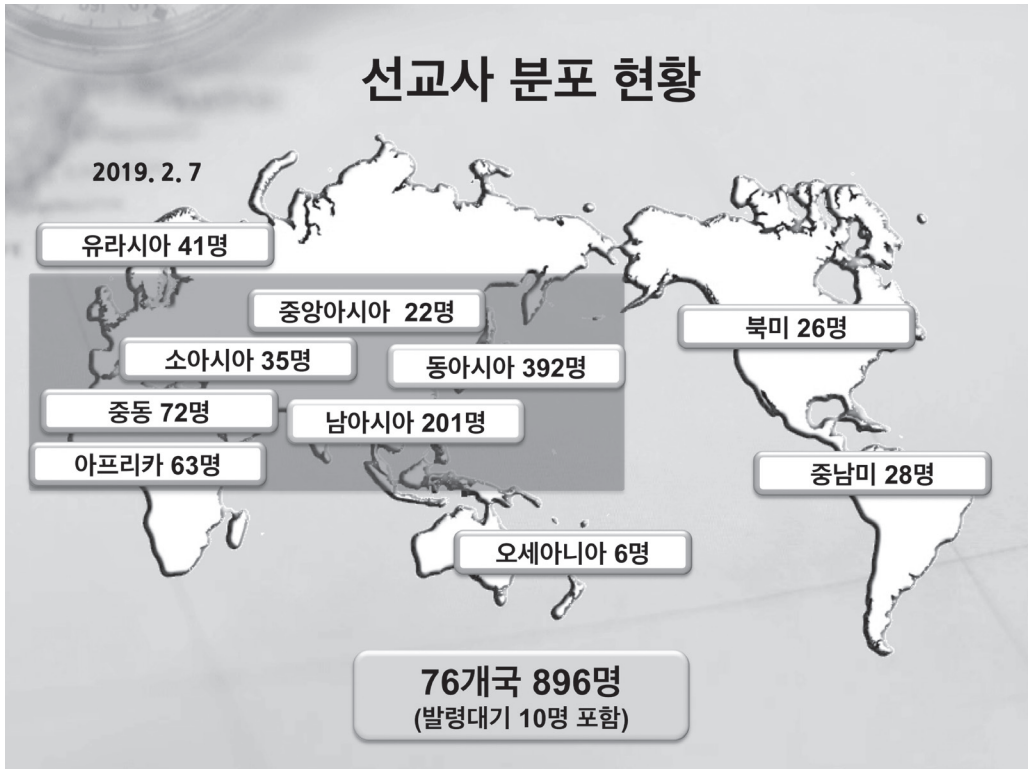 선교사 분포 현황
2019. 2. 7
유라시아 41명
중앙아시아 22명
북미 26명
소아시아 35명
동아시아 392명
중동 72명
남아시아 201명
아프리카 63명
중남미 28명
오세아니아 6명
76개국 896명
(발령대기 10명 포함)